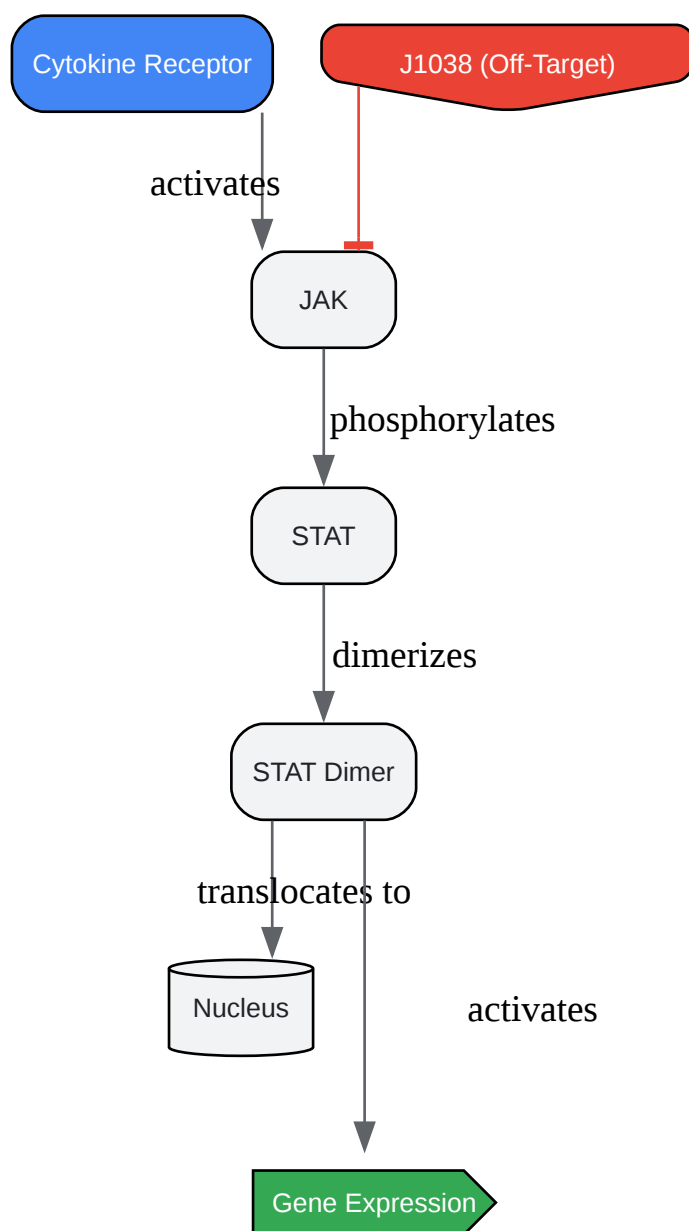 Cytokine Receptor
J1038 (Off-Target)
activates
JAK
phosphorylates
STAT
dimerizes
STAT Dimer
translocates to
Nucleus
activates
Gene Expression